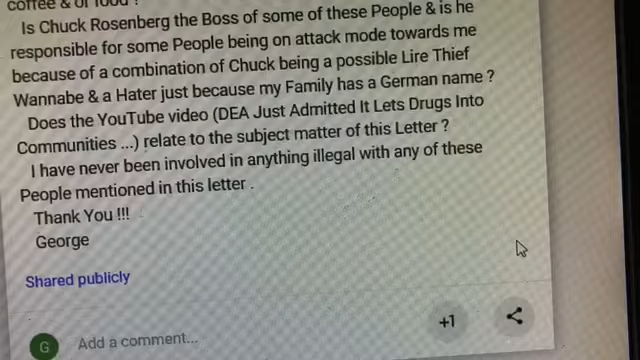 coffee & or food ?
Is Chuck Rosenberg the Boss of some of these People & is he
responsible for some People being on attack mode towards me
because of a combination of Chuck being a possible Lire Thief
Wannabe & a Hater just because my Family has a German name ?
Does the YouTube video (DEA Just Admitted It Lets Drugs Into
Communities ...) relate to the subject matter of this Letter ?
I have never been involved in anything illegal with any of these
People mentioned in this letter .
Thank You !!!
George
Shared publicly
+1
G
Add a comment...